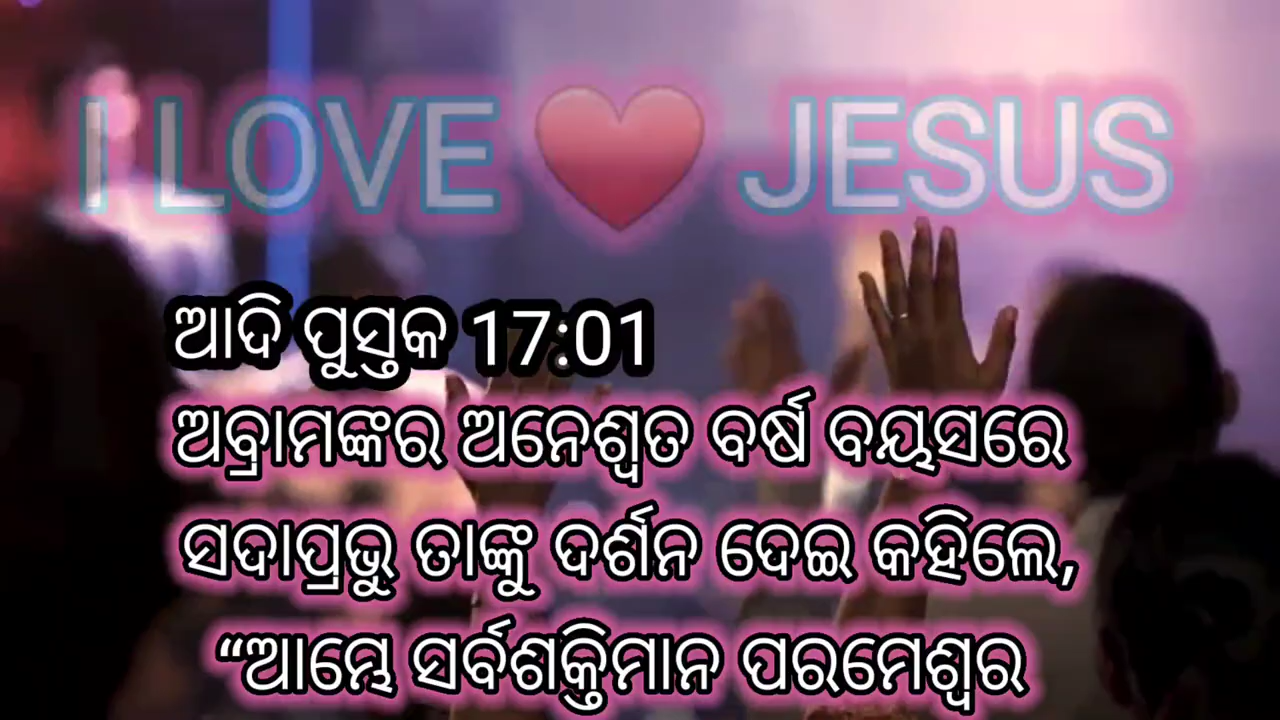 I LOVE ❤ JESUS
ଆଦି ପୁସ୍ତକ 17:01
ଅବ୍ରାମଙ୍କର ଅନେଶ୍ୱତ ବର୍ଷ ବୟସରେ
ସଦାପ୍ରଭୁ ତାଙ୍କୁ ଦର୍ଶନ ଦେଇ କହିଲେ,
“ଆମ୍ଭେ ସର୍ବଶକ୍ତିମାନ ପରମେଶ୍ୱର